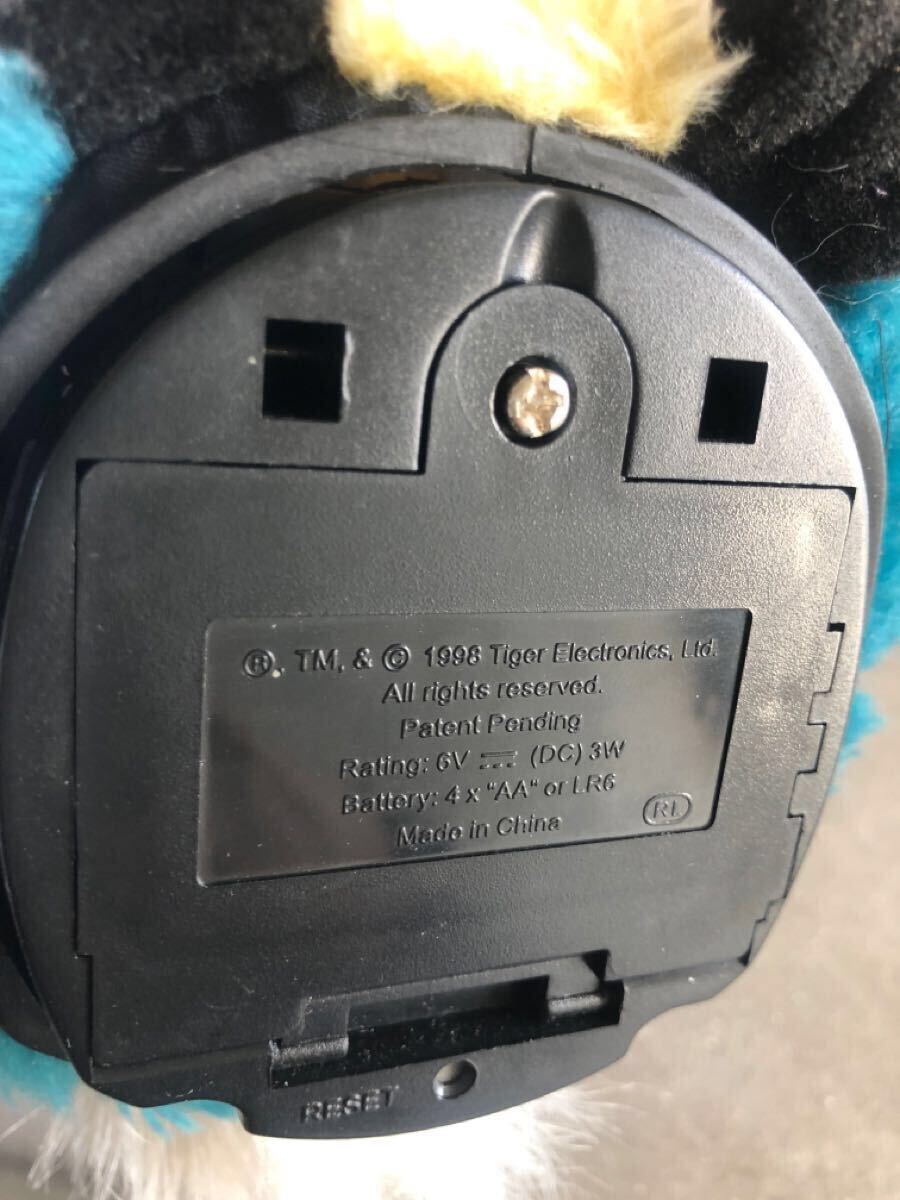 ®, TM, & © 1998 Tiger Electronics, Ltd.
All rights reserved.
Patent Pending
Rating: 6V ⎓ (DC) 3W
Battery: 4 x "AA" or LR6
Made in China
RL
RESET